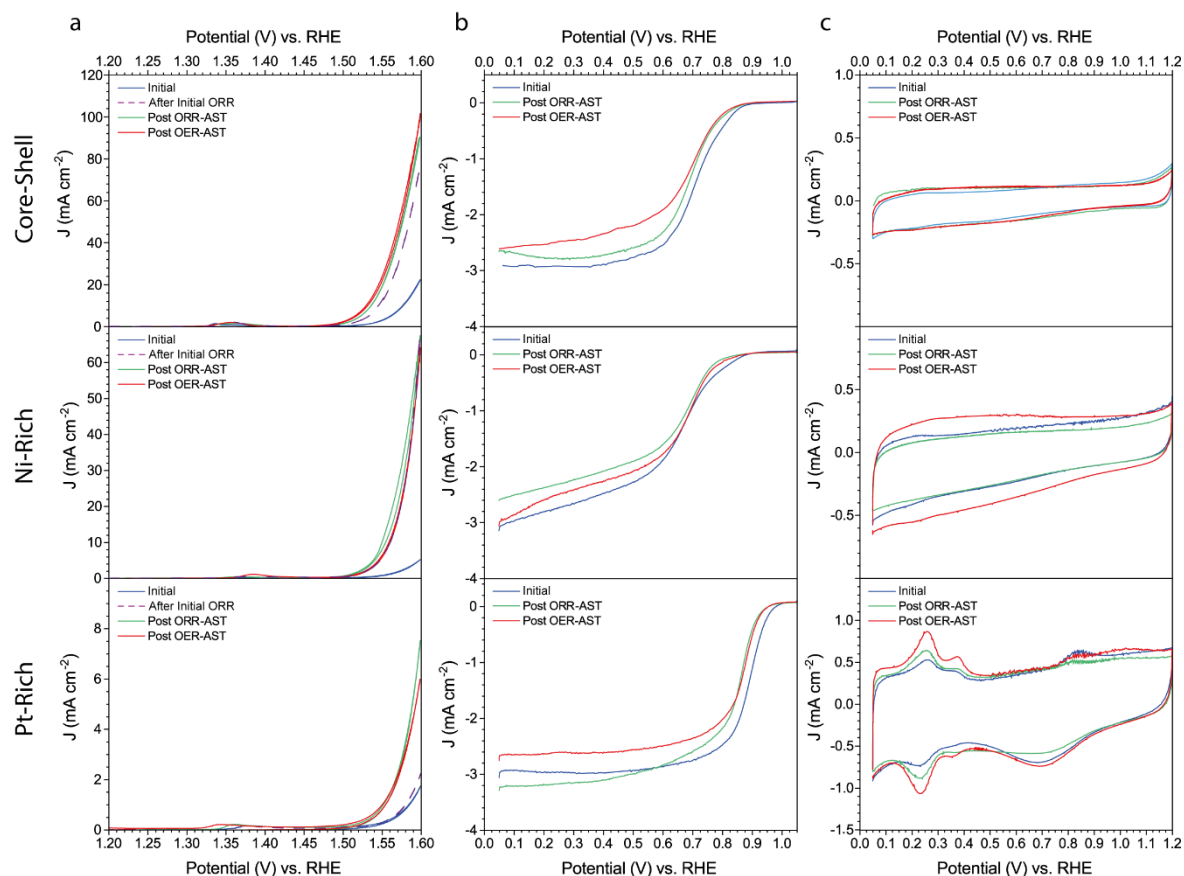 a
b
c
Potential (V) vs. RHE
Potential (V) vs. RHE
Potential (V) vs. RHE
1.20 1.25 1.30 1.35 1.40 1.45 1.50 1.55 1.60
0.0 0.1 0.2 0.3 0.4 0.5 0.6 0.7 0.8 0.9 1.0
0.0 0.1 0.2 0.3 0.4 0.5 0.6 0.7 0.8 0.9 1.0 1.1 1.2
Core-Shell
J (mA cm⁻²)
120
100
80
60
40
20
0
Initial
After Initial ORR
Post ORR-AST
Post OER-AST
J (mA cm⁻²)
0
-1
-2
-3
-4
Initial
Post ORR-AST
Post OER-AST
J (mA cm⁻²)
1.0
0.5
0.0
-0.5
Initial
Post ORR-AST
Post OER-AST
Ni-Rich
J (mA cm⁻²)
60
50
40
30
20
10
0
Initial
After Initial ORR
Post ORR-AST
Post OER-AST
J (mA cm⁻²)
0
-1
-2
-3
-4
Initial
Post ORR-AST
Post OER-AST
J (mA cm⁻²)
0.5
0.0
-0.5
Initial
Post ORR-AST
Post OER-AST
Pt-Rich
J (mA cm⁻²)
8
6
4
2
0
Initial
After Initial ORR
Post ORR-AST
Post OER-AST
J (mA cm⁻²)
0
-1
-2
-3
-4
Initial
Post ORR-AST
Post OER-AST
J (mA cm⁻²)
1.0
0.5
0.0
-0.5
-1.0
-1.5
Initial
Post ORR-AST
Post OER-AST
1.20 1.25 1.30 1.35 1.40 1.45 1.50 1.55 1.60
0.0 0.1 0.2 0.3 0.4 0.5 0.6 0.7 0.8 0.9 1.0
0.0 0.1 0.2 0.3 0.4 0.5 0.6 0.7 0.8 0.9 1.0 1.1 1.2
Potential (V) vs. RHE
Potential (V) vs. RHE
Potential (V) vs. RHE